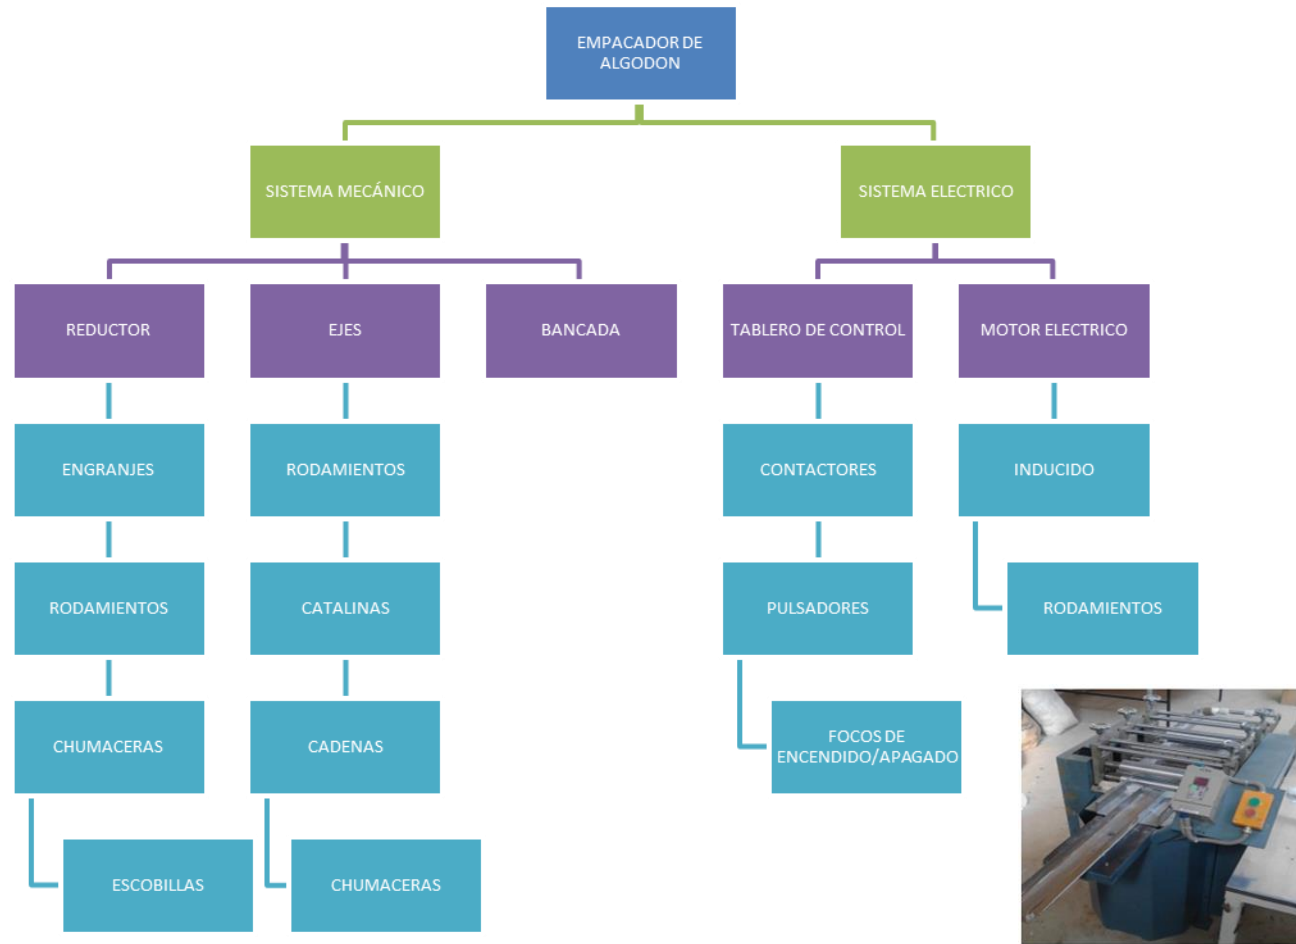 EMPACADOR DE
ALGODON
SISTEMA MECÁNICO
SISTEMA ELECTRICO
REDUCTOR
EJES
BANCADA
TABLERO DE CONTROL
MOTOR ELECTRICO
ENGRANJES
RODAMIENTOS
CONTACTORES
INDUCIDO
RODAMIENTOS
CATALINAS
PULSADORES
RODAMIENTOS
CHUMACERAS
CADENAS
FOCOS DE
ENCENDIDO/APAGADO
ESCOBILLAS
CHUMACERAS